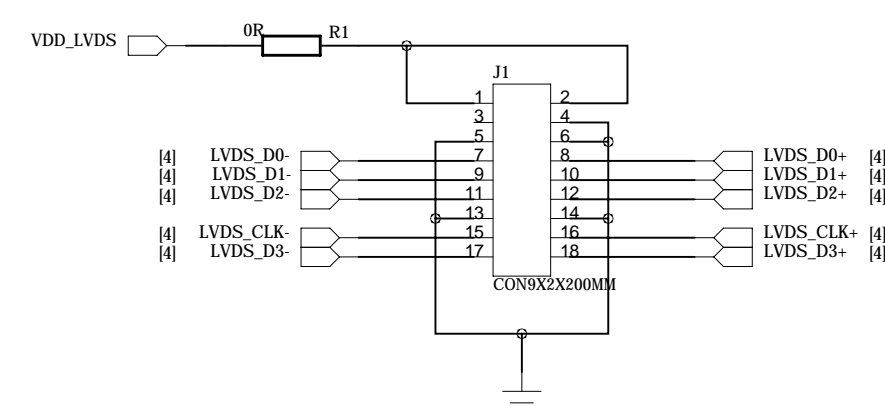 VDD_LVDS 0R R1
J1
1 2
3 4
5 6
[4] LVDS_D0- 7 8 LVDS_D0+ [4]
[4] LVDS_D1- 9 10 LVDS_D1+ [4]
[4] LVDS_D2- 11 12 LVDS_D2+ [4]
13 14
[4] LVDS_CLK- 15 16 LVDS_CLK+ [4]
[4] LVDS_D3- 17 18 LVDS_D3+ [4]
CON9X2X200MM